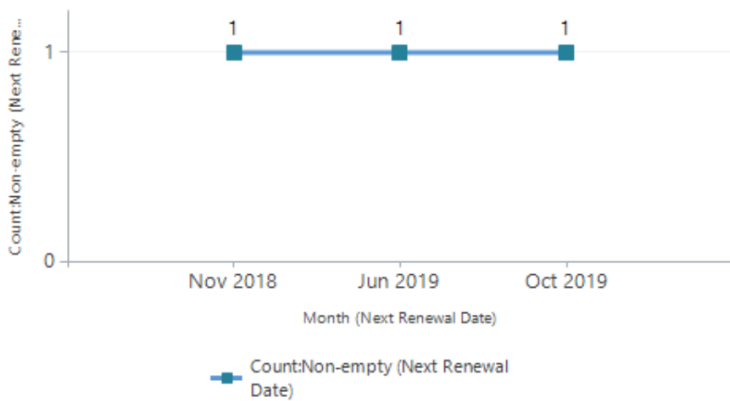 Count:Non-empty (Next Rene...
1 1 1
1
0
Nov 2018 Jun 2019 Oct 2019
Month (Next Renewal Date)
Count:Non-empty (Next Renewal
Date)